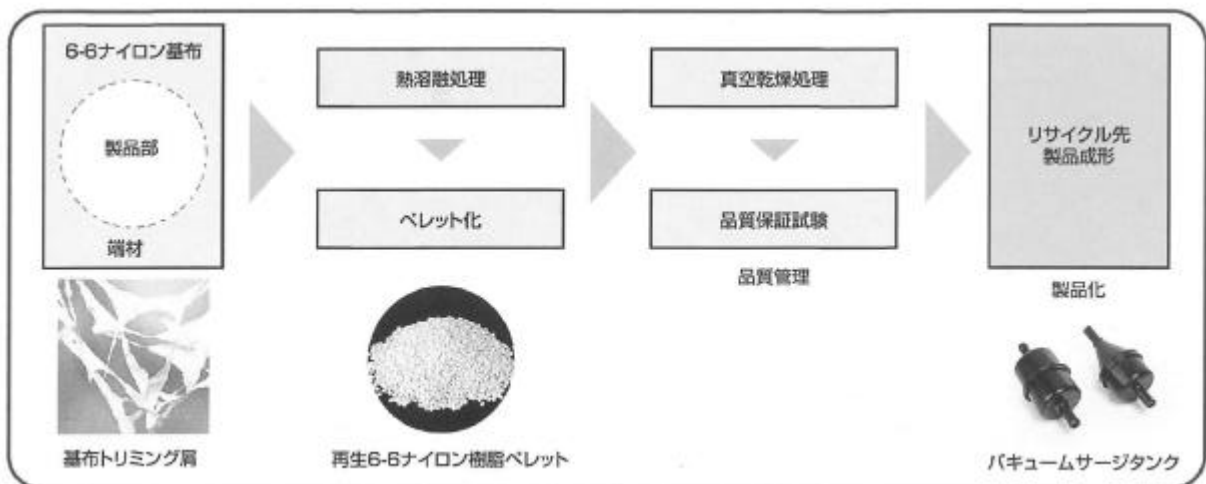 6-6ナイロン基布
製品部
端材
基布トリミング屑
熱溶融処理
ペレット化
再生6-6ナイロン樹脂ペレット
真空乾燥処理
品質保証試験
品質管理
リサイクル先
製品成形
製品化
バキュームサージタンク